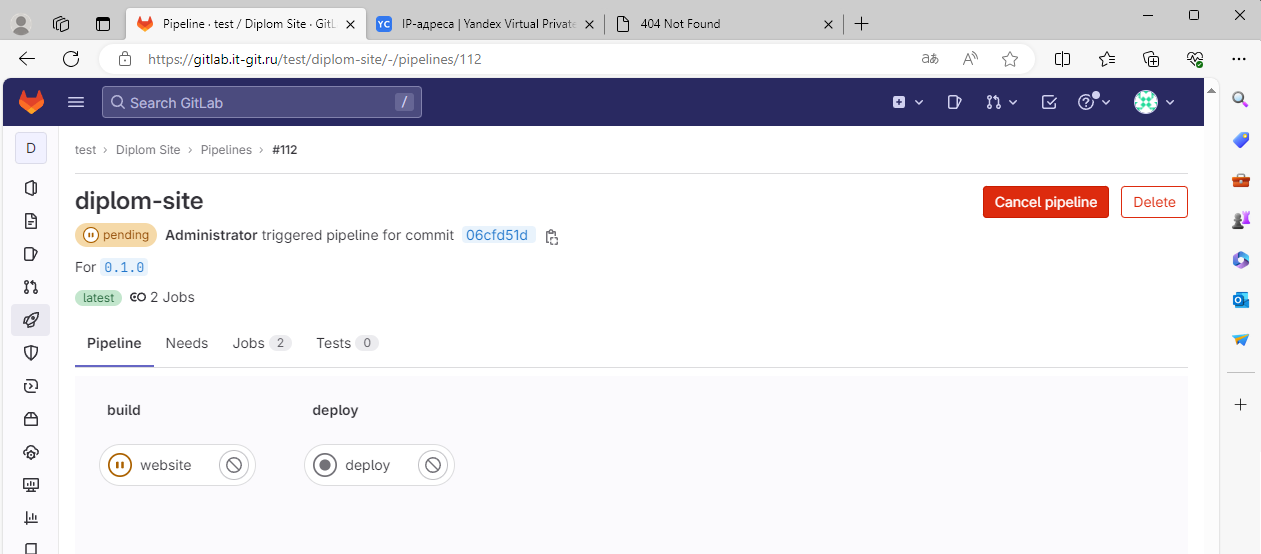 Pipeline · test / Diplom Site · GitL
IP-адреса | Yandex Virtual Private
404 Not Found
https://gitlab.it-git.ru/test/diplom-site/-/pipelines/112
Search GitLab /
D
test › Diplom Site › Pipelines › #112
diplom-site
Cancel pipeline
Delete
pending Administrator triggered pipeline for commit 06cfd51d
For 0.1.0
latest 2 Jobs
Pipeline Needs Jobs 2 Tests 0
build deploy
website deploy